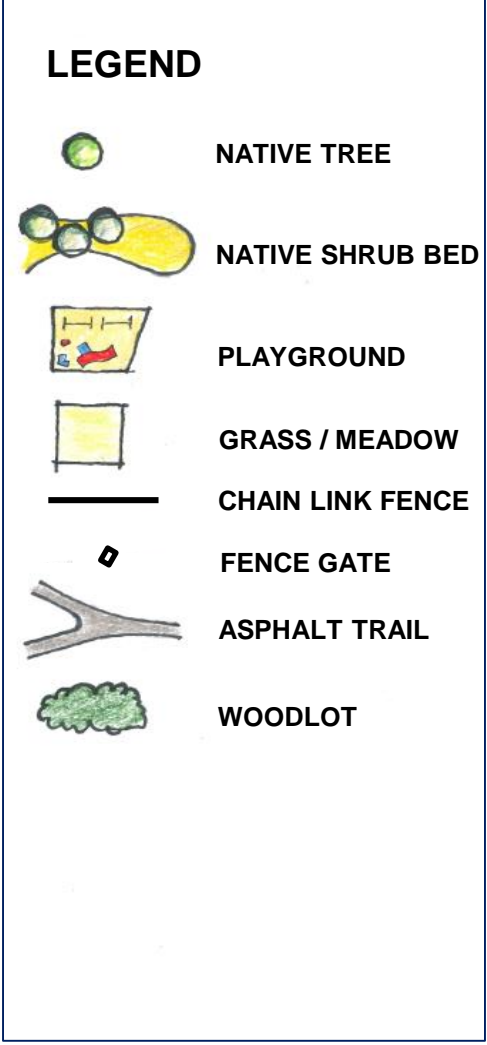 LEGEND
NATIVE TREE
NATIVE SHRUB BED
PLAYGROUND
GRASS / MEADOW
CHAIN LINK FENCE
FENCE GATE
ASPHALT TRAIL
WOODLOT